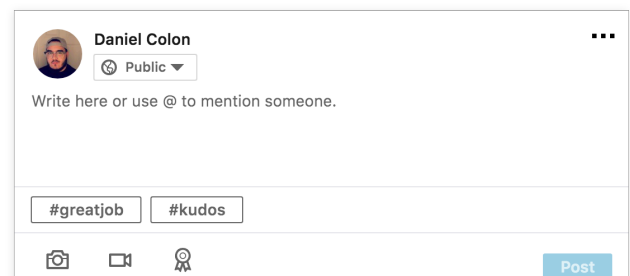 Daniel Colon
Public
Write here or use @ to mention someone.
#greatjob #kudos
Post